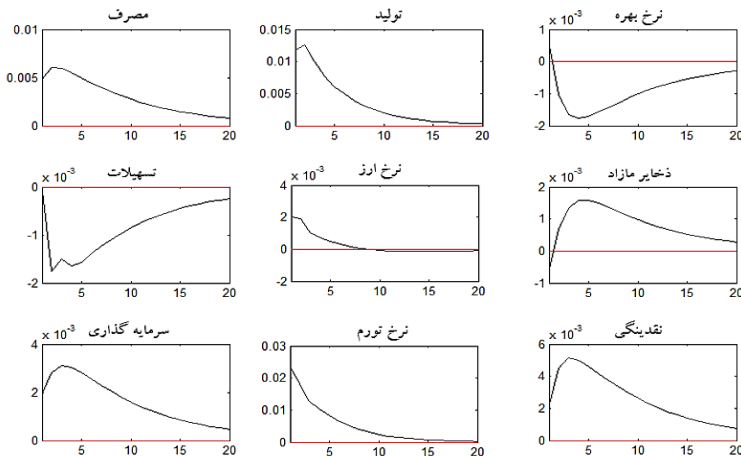 مصرف
0.01
0.005
0
5 10 15 20
تولید
0.015
0.01
0.005
0
5 10 15 20
نرخ بهره
x 10⁻³
1
0
-1
-2
5 10 15 20
تسهیلات
x 10⁻³
0
-1
-2
5 10 15 20
نرخ ارز
x 10⁻³
4
2
0
-2
5 10 15 20
ذخایر مازاد
x 10⁻³
2
1
0
-1
5 10 15 20
سرمایه گذاری
x 10⁻³
4
2
0
5 10 15 20
نرخ تورم
0.03
0.02
0.01
0
5 10 15 20
نقدینگی
x 10⁻³
6
4
2
0
5 10 15 20